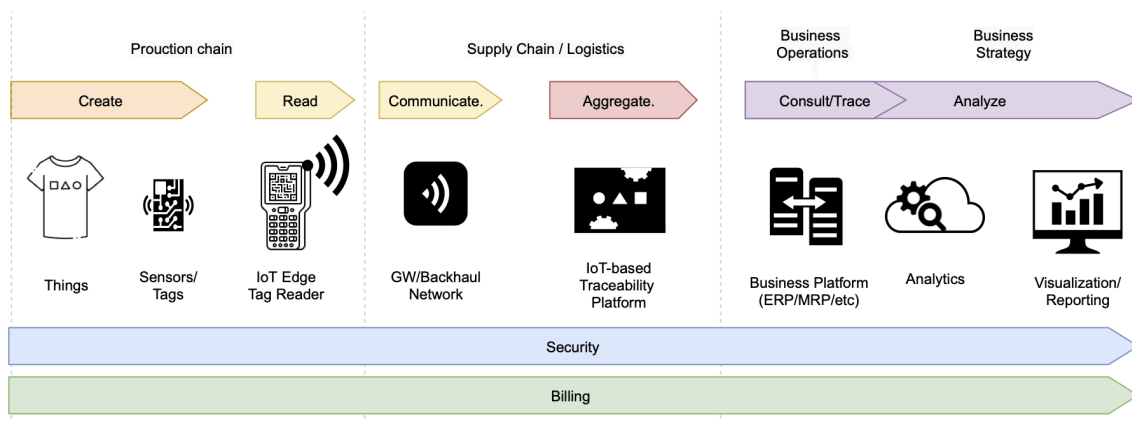 Prouction chain
Supply Chain / Logistics
Business
Operations
Business
Strategy
Create
Read
Communicate.
Aggregate.
Consult/Trace
Analyze
Things
Sensors/
Tags
IoT Edge
Tag Reader
GW/Backhaul
Network
IoT-based
Traceability
Platform
Business Platform
(ERP/MRP/etc)
Analytics
Visualization/
Reporting
Security
Billing